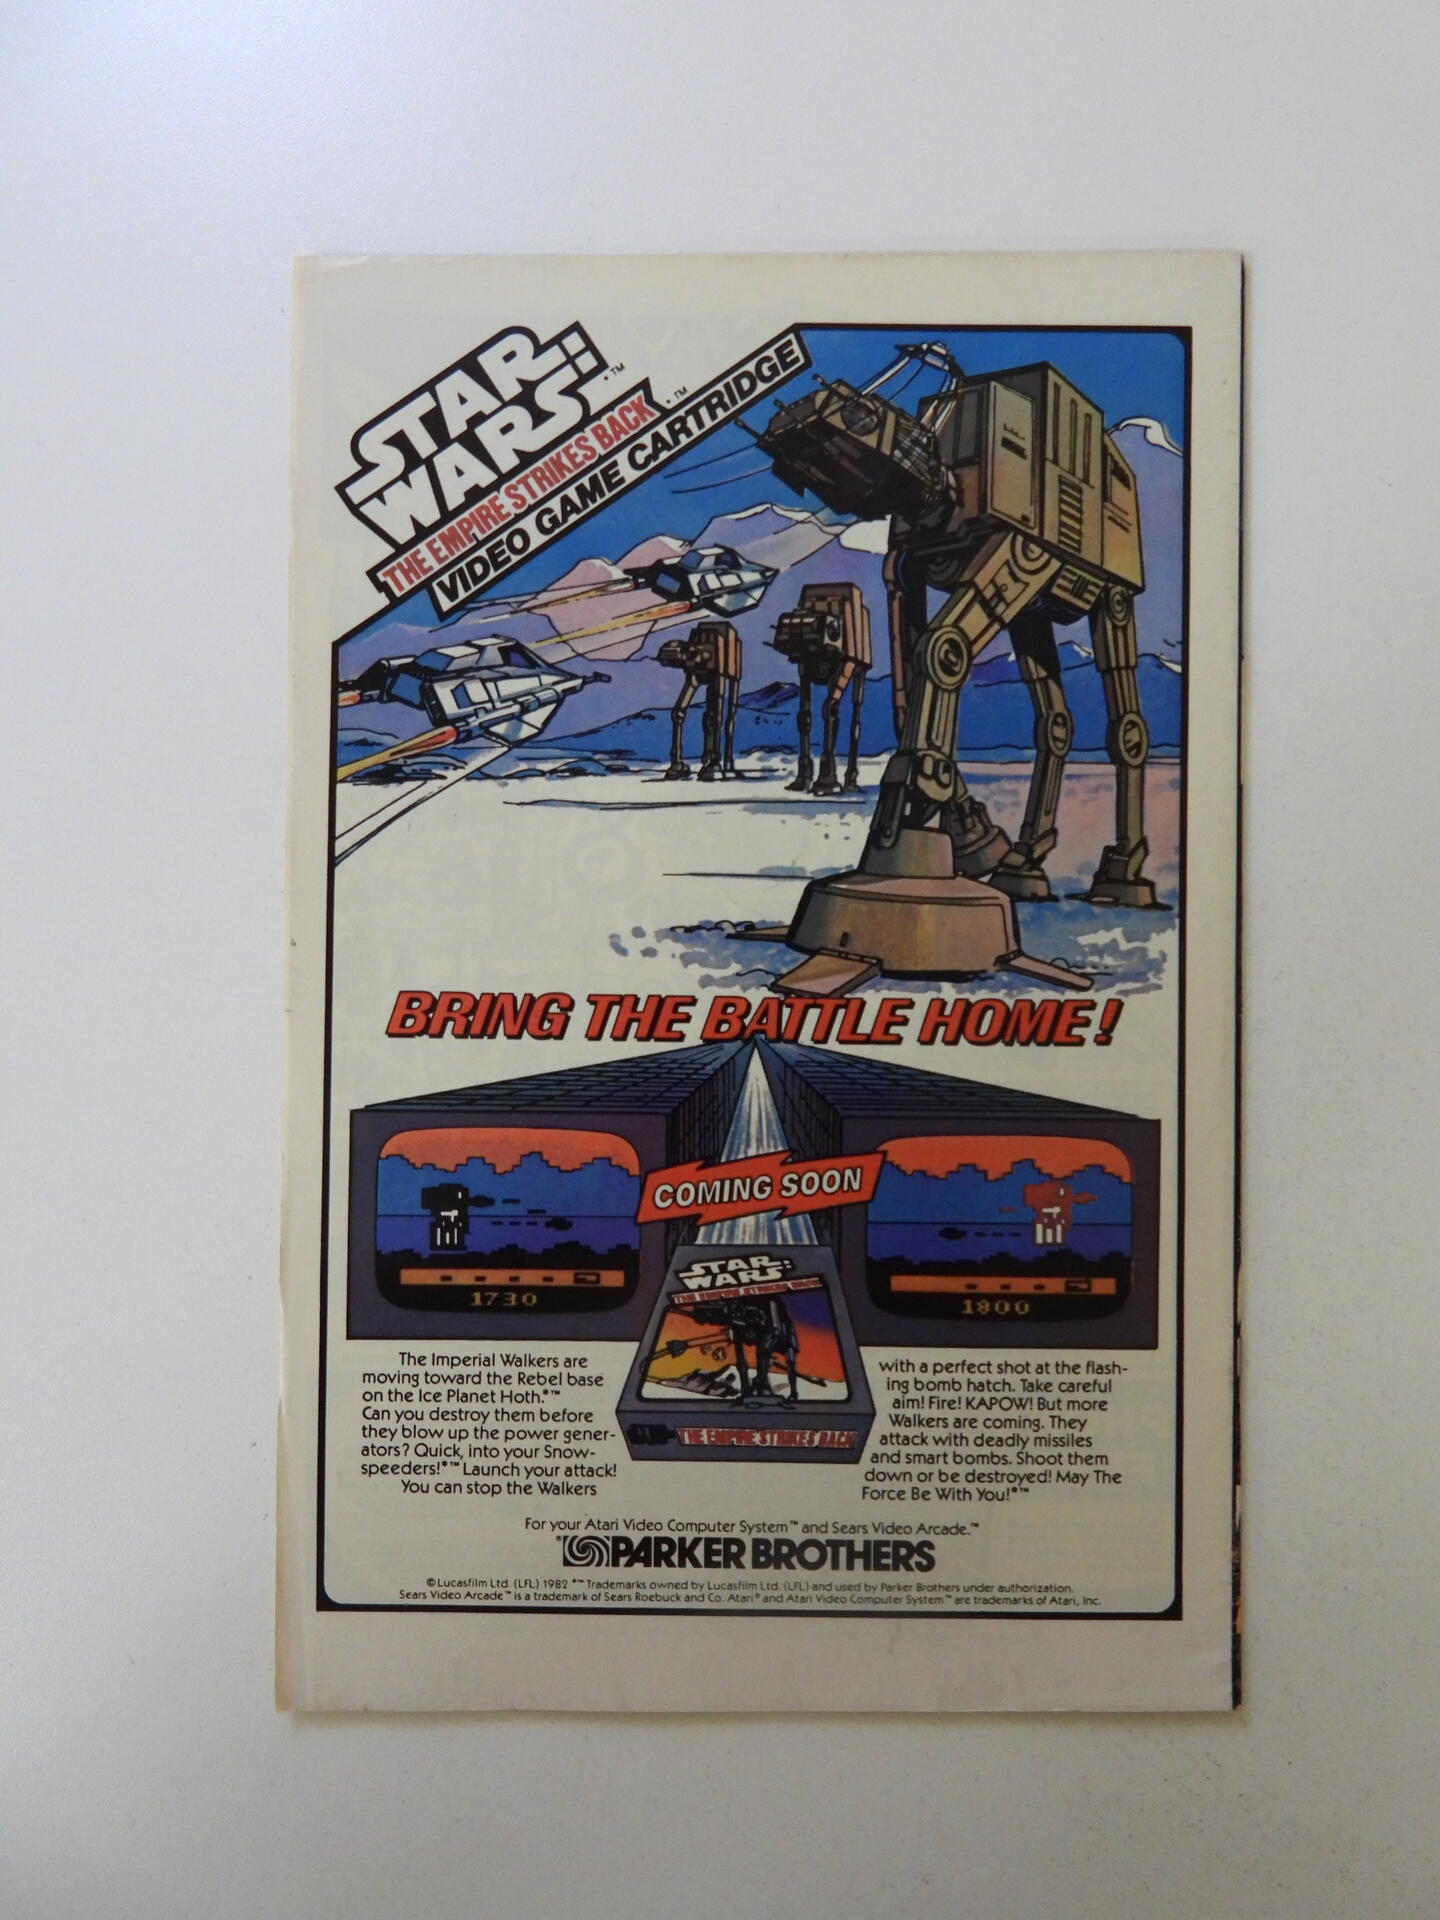 STAR
WARS:™
THE EMPIRE STRIKES BACK™
VIDEO GAME CARTRIDGE
BRING THE BATTLE HOME!
COMING SOON
1730
1800
STAR
WARS:
THE EMPIRE STRIKES BACK
THE EMPIRE STRIKES BACK
The Imperial Walkers are
moving toward the Rebel base
on the Ice Planet Hoth.*™
Can you destroy them before
they blow up the power gener-
ators? Quick, into your Snow-
speeders!*™ Launch your attack!
You can stop the Walkers
with a perfect shot at the flash-
ing bomb hatch. Take careful
aim! Fire! KAPOW! But more
Walkers are coming. They
attack with deadly missiles
and smart bombs. Shoot them
down or be destroyed! May The
Force Be With You!*™
For your Atari Video Computer System™ and Sears Video Arcade.™
PARKER BROTHERS
©Lucasfilm Ltd. (LFL) 1982 *™ Trademarks owned by Lucasfilm Ltd. (LFL) and used by Parker Brothers under authorization.
Sears Video Arcade™ is a trademark of Sears Roebuck and Co. Atari® and Atari Video Computer System™ are trademarks of Atari, Inc.